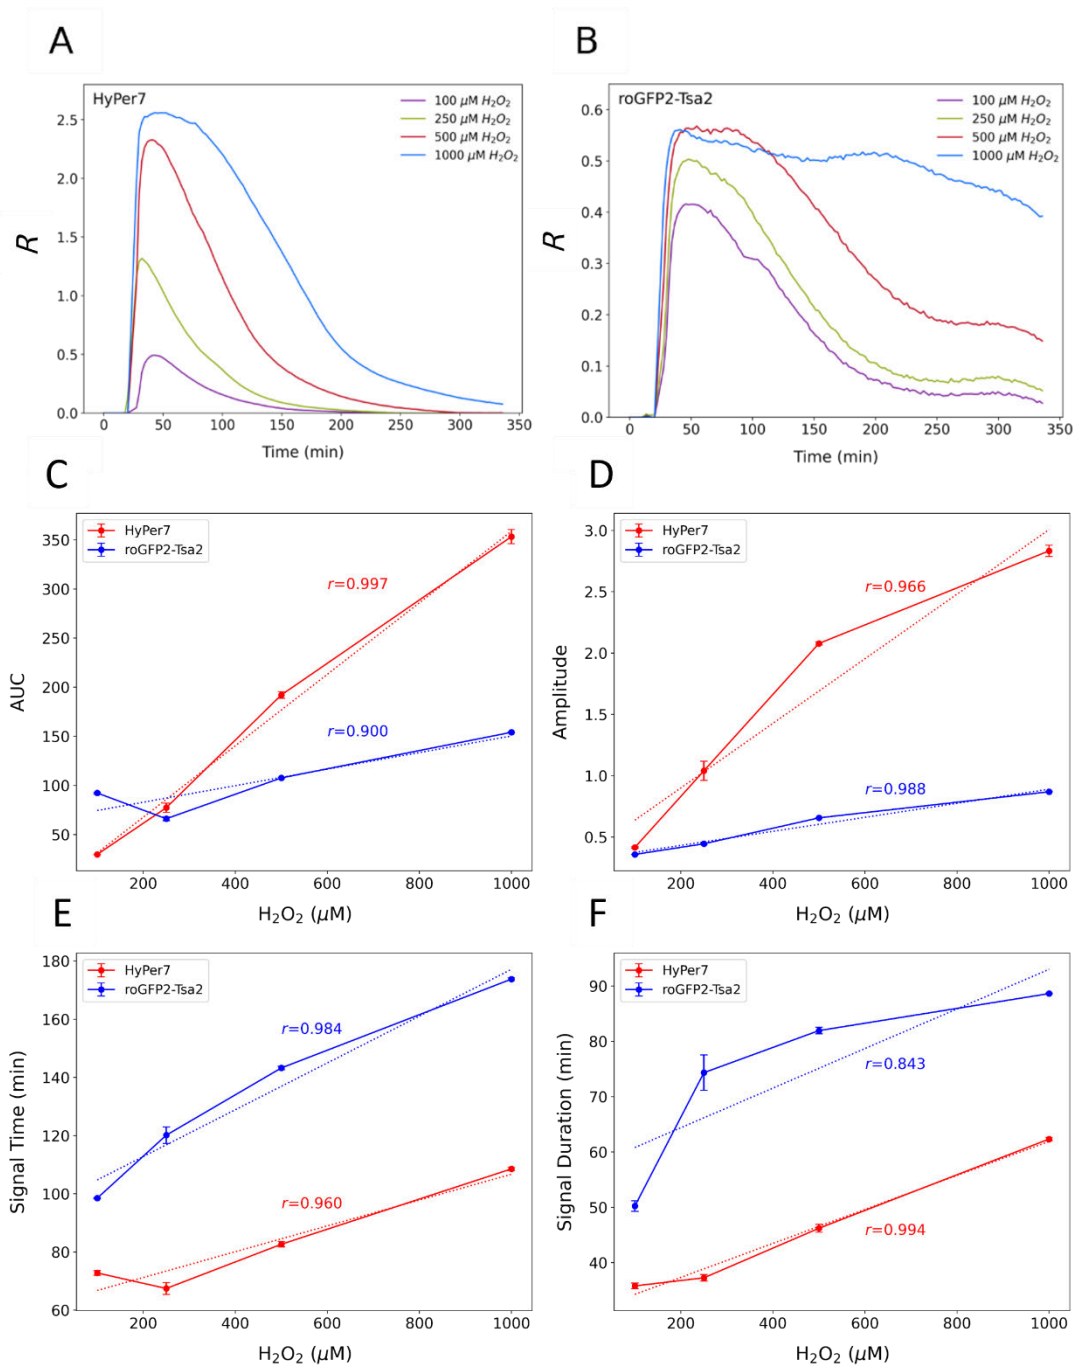 A
HyPer7
100 μM H₂O₂
250 μM H₂O₂
500 μM H₂O₂
1000 μM H₂O₂
R
2.5
2.0
1.5
1.0
0.5
0.0
0 50 100 150 200 250 300 350
Time (min)
B
roGFP2-Tsa2
100 μM H₂O₂
250 μM H₂O₂
500 μM H₂O₂
1000 μM H₂O₂
R
0.6
0.5
0.4
0.3
0.2
0.1
0.0
0 50 100 150 200 250 300 350
Time (min)
C
HyPer7
roGFP2-Tsa2
r=0.997
r=0.900
AUC
350
300
250
200
150
100
50
200 400 600 800 1000
H₂O₂ (μM)
D
HyPer7
roGFP2-Tsa2
r=0.966
r=0.988
Amplitude
3.0
2.5
2.0
1.5
1.0
0.5
200 400 600 800 1000
H₂O₂ (μM)
E
HyPer7
roGFP2-Tsa2
r=0.984
r=0.960
Signal Time (min)
180
160
140
120
100
80
60
200 400 600 800 1000
H₂O₂ (μM)
F
HyPer7
roGFP2-Tsa2
r=0.843
r=0.994
Signal Duration (min)
90
80
70
60
50
40
200 400 600 800 1000
H₂O₂ (μM)